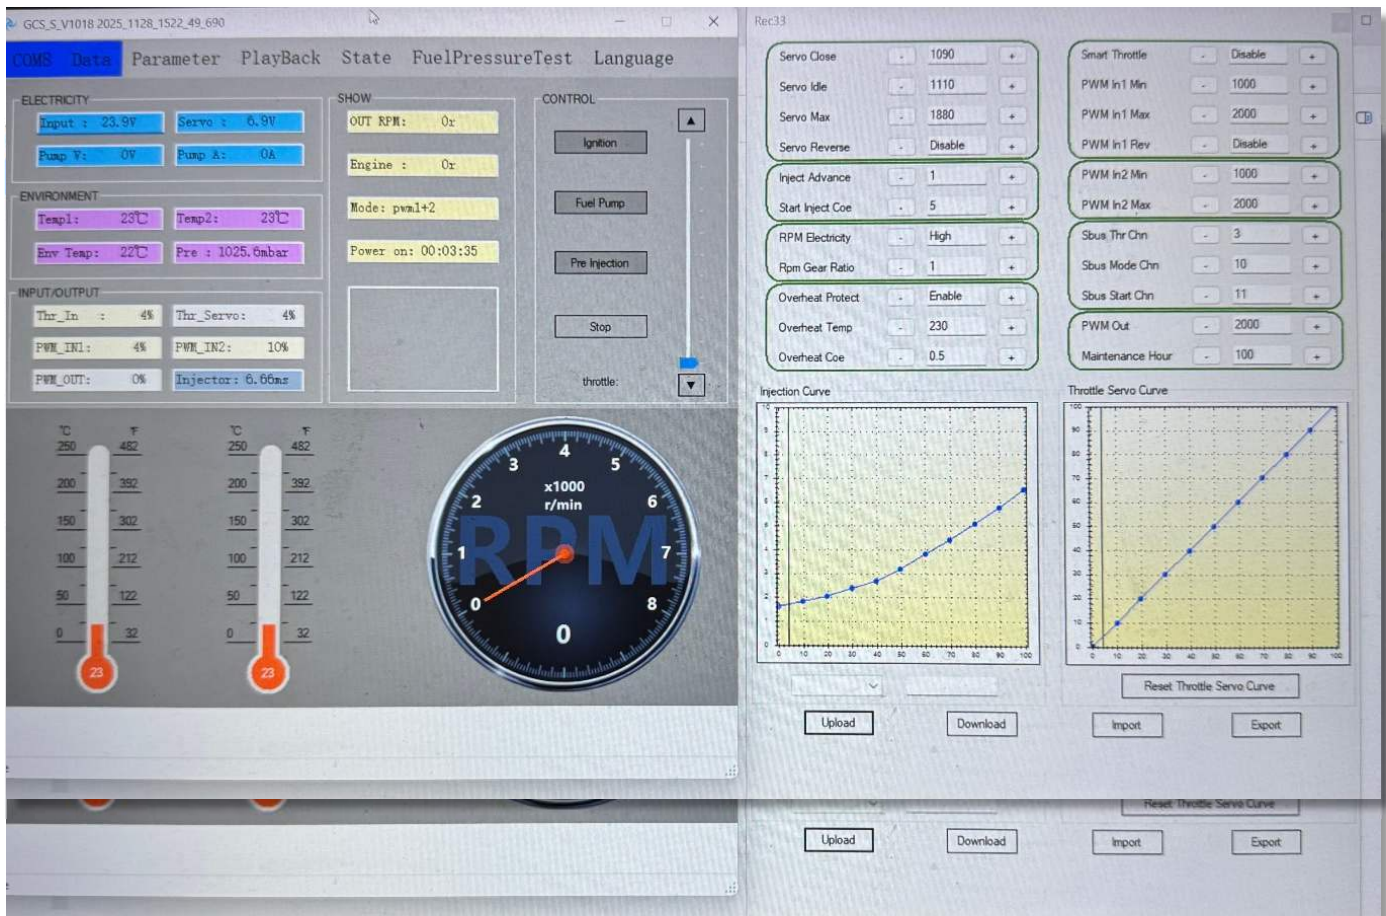 GCS_S_V1018 2025_1128_1522_49_690
COMS Data Parameter PlayBack State FuelPressureTest Language
ELECTRICITY
Input : 23.9V Servo : 6.9V
Pump V: 0V Pump A: 0A
ENVIRONMENT
Temp1: 23℃ Temp2: 23℃
Env Temp: 22℃ Pre : 1025.6mbar
INPUT/OUTPUT
Thr_In : 4% Thr_Servo: 4%
PWM_IN1: 4% PWM_IN2: 10%
PWM_OUT: 0% Injector: 6.66ms
SHOW
OUT RPM: 0r
Engine : 0r
Mode: pwm1+2
Power on: 00:03:35
CONTROL
Ignition
Fuel Pump
Pre Injection
Stop
throttle:
▲
▼
℃ ℉ ℃ ℉
250 482 250 482
200 392 200 392
150 302 150 302
100 212 100 212
50 122 50 122
0 32 0 32
23 23
0 1 2 3 4 5 6 7 8
x1000
r/min
RPM
0
Rec33
Servo Close - 1090 +
Servo Idle - 1110 +
Servo Max - 1880 +
Servo Reverse - Disable +
Inject Advance - 1 +
Start Inject Coe - 5 +
RPM Electricity - High +
Rpm Gear Ratio - 1 +
Overheat Protect - Enable +
Overheat Temp - 230 +
Overheat Coe - 0.5 +
Smart Throttle - Disable +
PWM In1 Min - 1000 +
PWM In1 Max - 2000 +
PWM In1 Rev - Disable +
PWM In2 Min - 1000 +
PWM In2 Max - 2000 +
Sbus Thr Chn - 3 +
Sbus Mode Chn - 10 +
Sbus Start Chn - 11 +
PWM Out - 2000 +
Maintenance Hour - 100 +
Injection Curve
0 10 20 30 40 50 60 70 80 90 100
Throttle Servo Curve
100
90
80
70
60
50
40
30
20
10
0
0 10 20 30 40 50 60 70 80 90 100
Reset Throttle Servo Curve
Upload Download Import Export
Reset Throttle Servo Curve
Upload Download Import Export